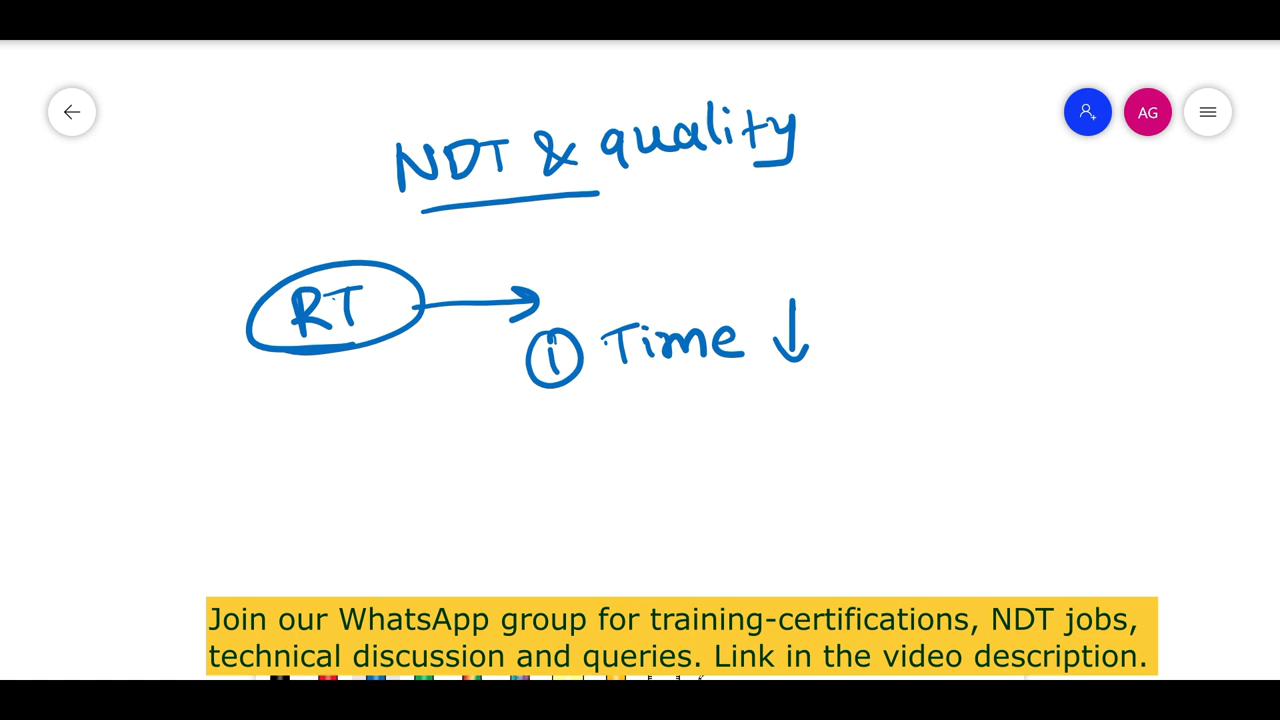 NDT & quality
AG
RT
① Time ↓
Join our WhatsApp group for training-certifications, NDT jobs,
technical discussion and queries. Link in the video description.